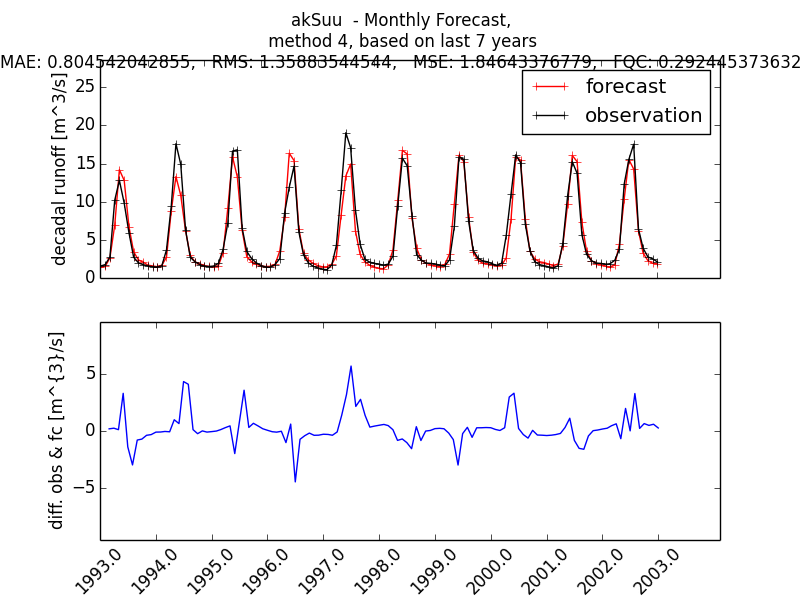 akSuu - Monthly Forecast,
method 4, based on last 7 years
MAE: 0.804542042855, RMS: 1.35883544544, MSE: 1.84643376779, FQC: 0.292445373632
decadal runoff [m^3/s]
25
20
15
10
5
0
forecast
observation
diff. obs & fc [m^{3}/s]
5
0
−5
1993.0
1994.0
1995.0
1996.0
1997.0
1998.0
1999.0
2000.0
2001.0
2002.0
2003.0